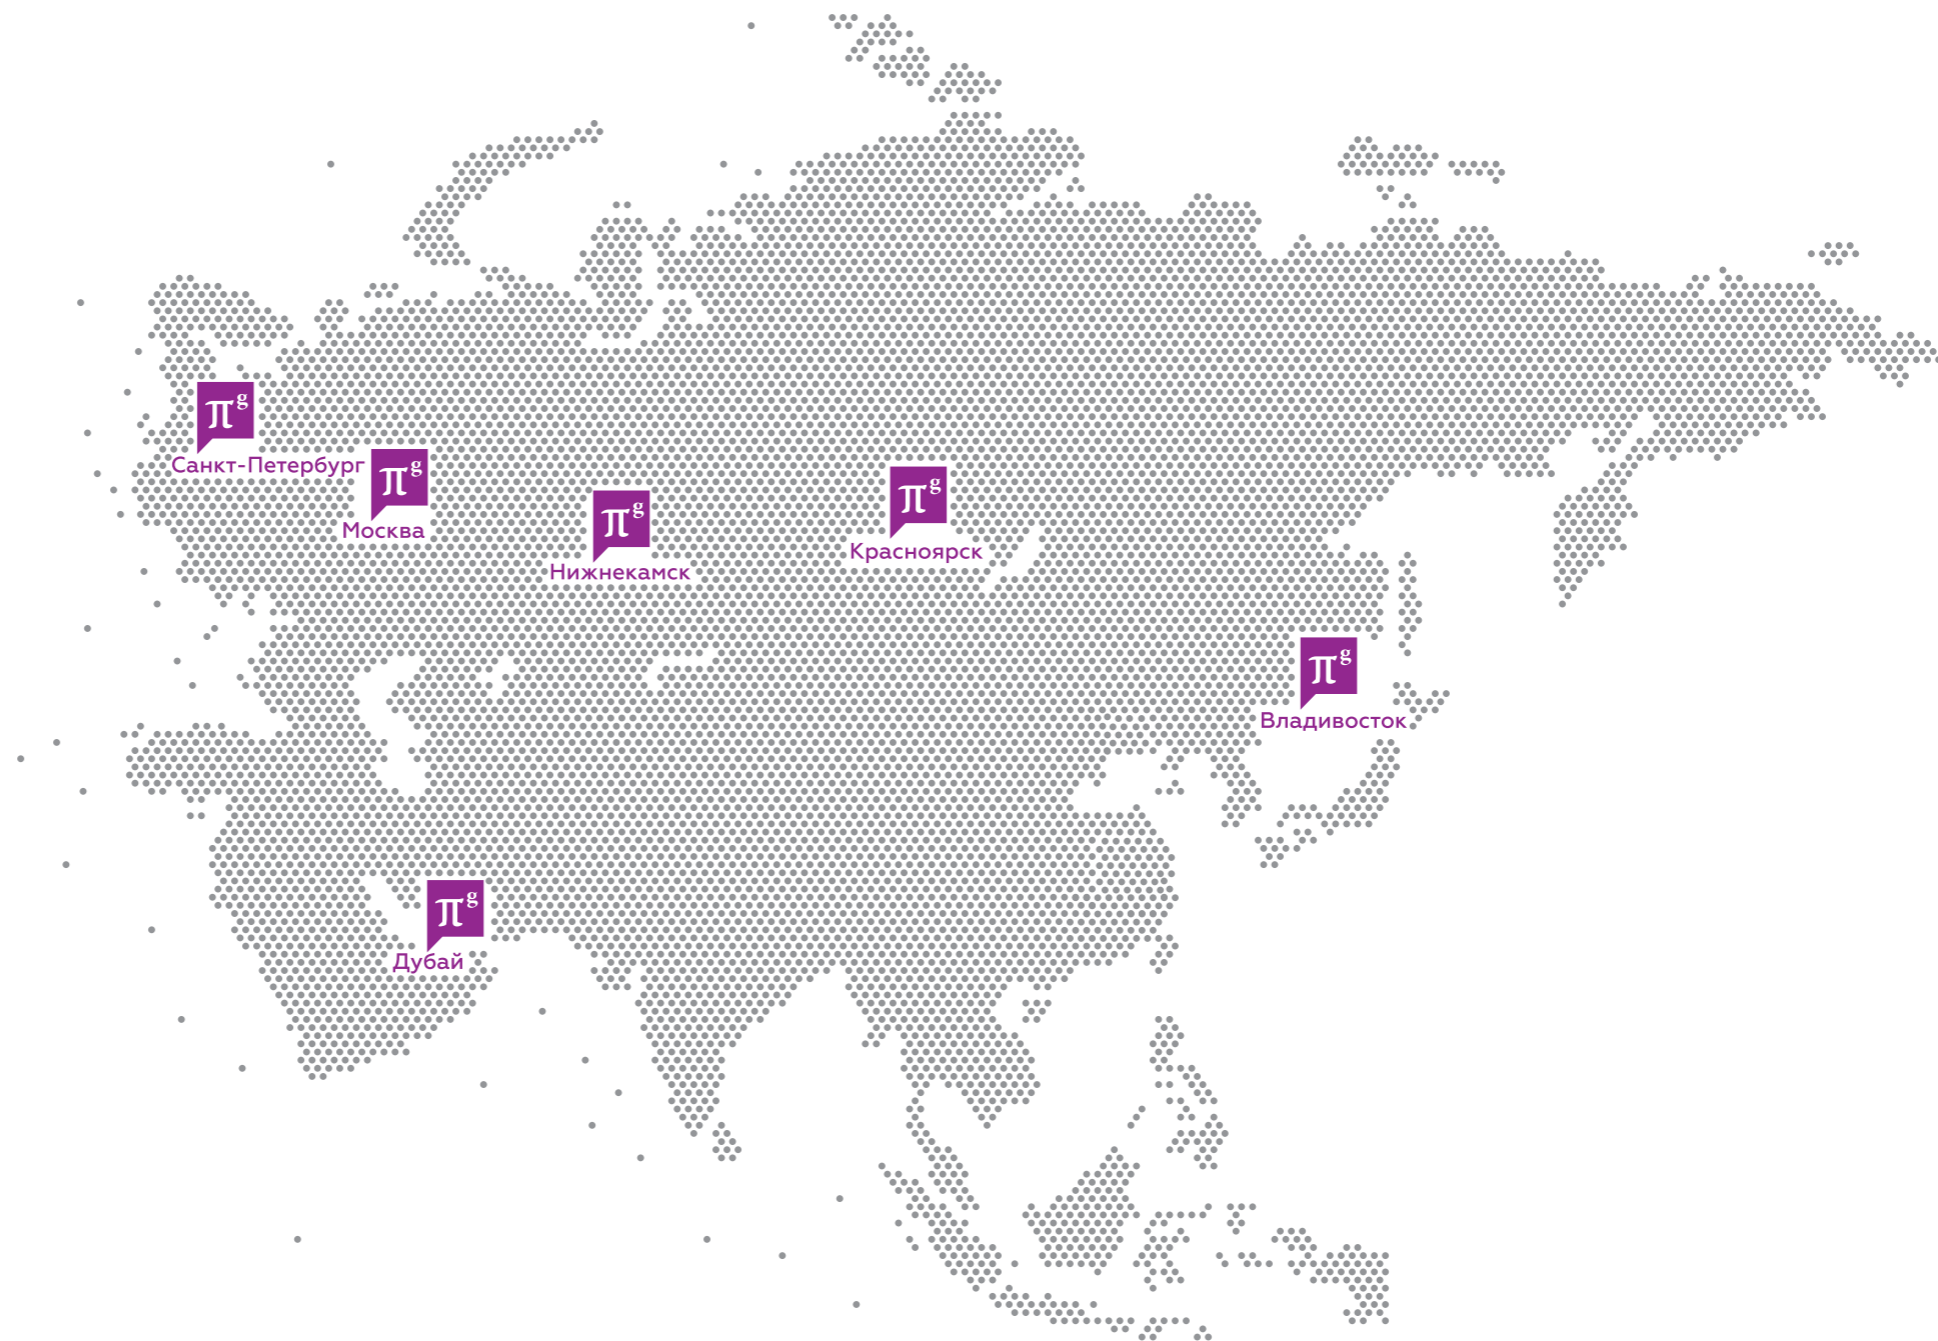 π g
Санкт-Петербург
π g
Москва
π g
Нижнекамск
π g
Красноярск
π g
Владивосток
π g
Дубай